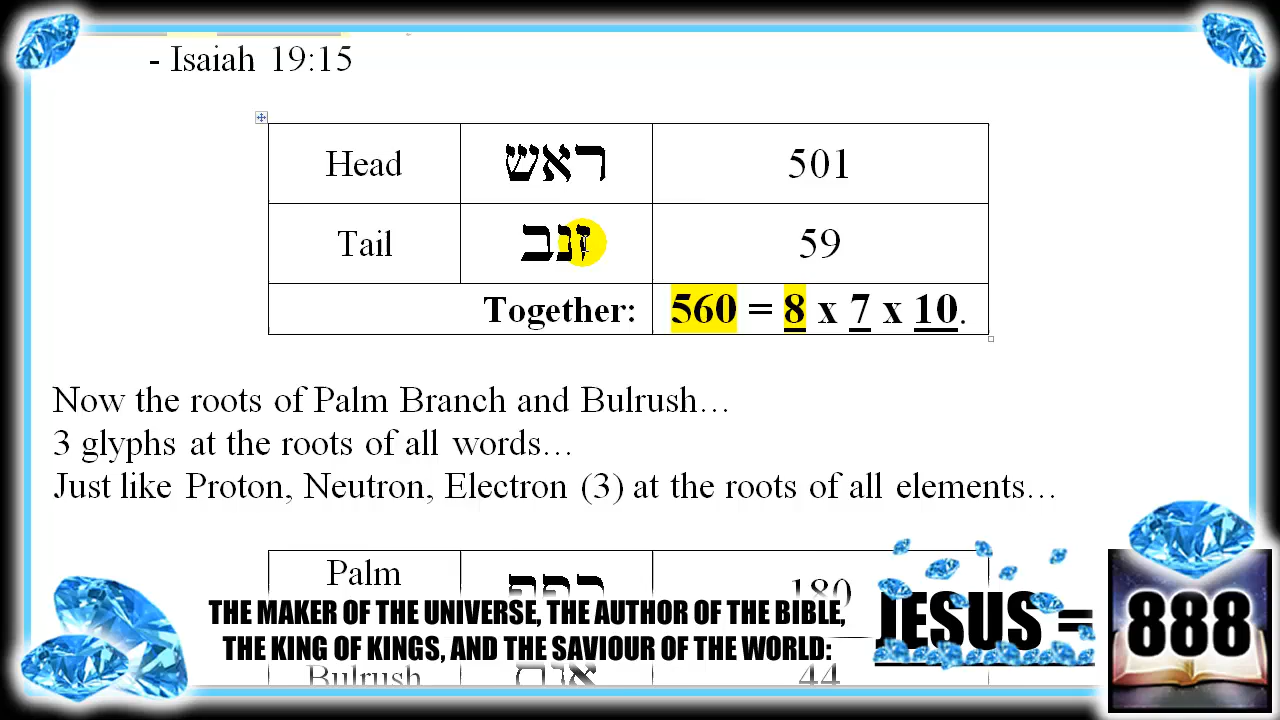 - Isaiah 19:15
Head ראש 501
Tail זנב 59
Together: 560 = 8 x 7 x 10.
Now the roots of Palm Branch and Bulrush…
3 glyphs at the roots of all words…
Just like Proton, Neutron, Electron (3) at the roots of all elements…
Palm 180
THE MAKER OF THE UNIVERSE, THE AUTHOR OF THE BIBLE,
THE KING OF KINGS, AND THE SAVIOUR OF THE WORLD:
JESUS = 888
Bulrush 44